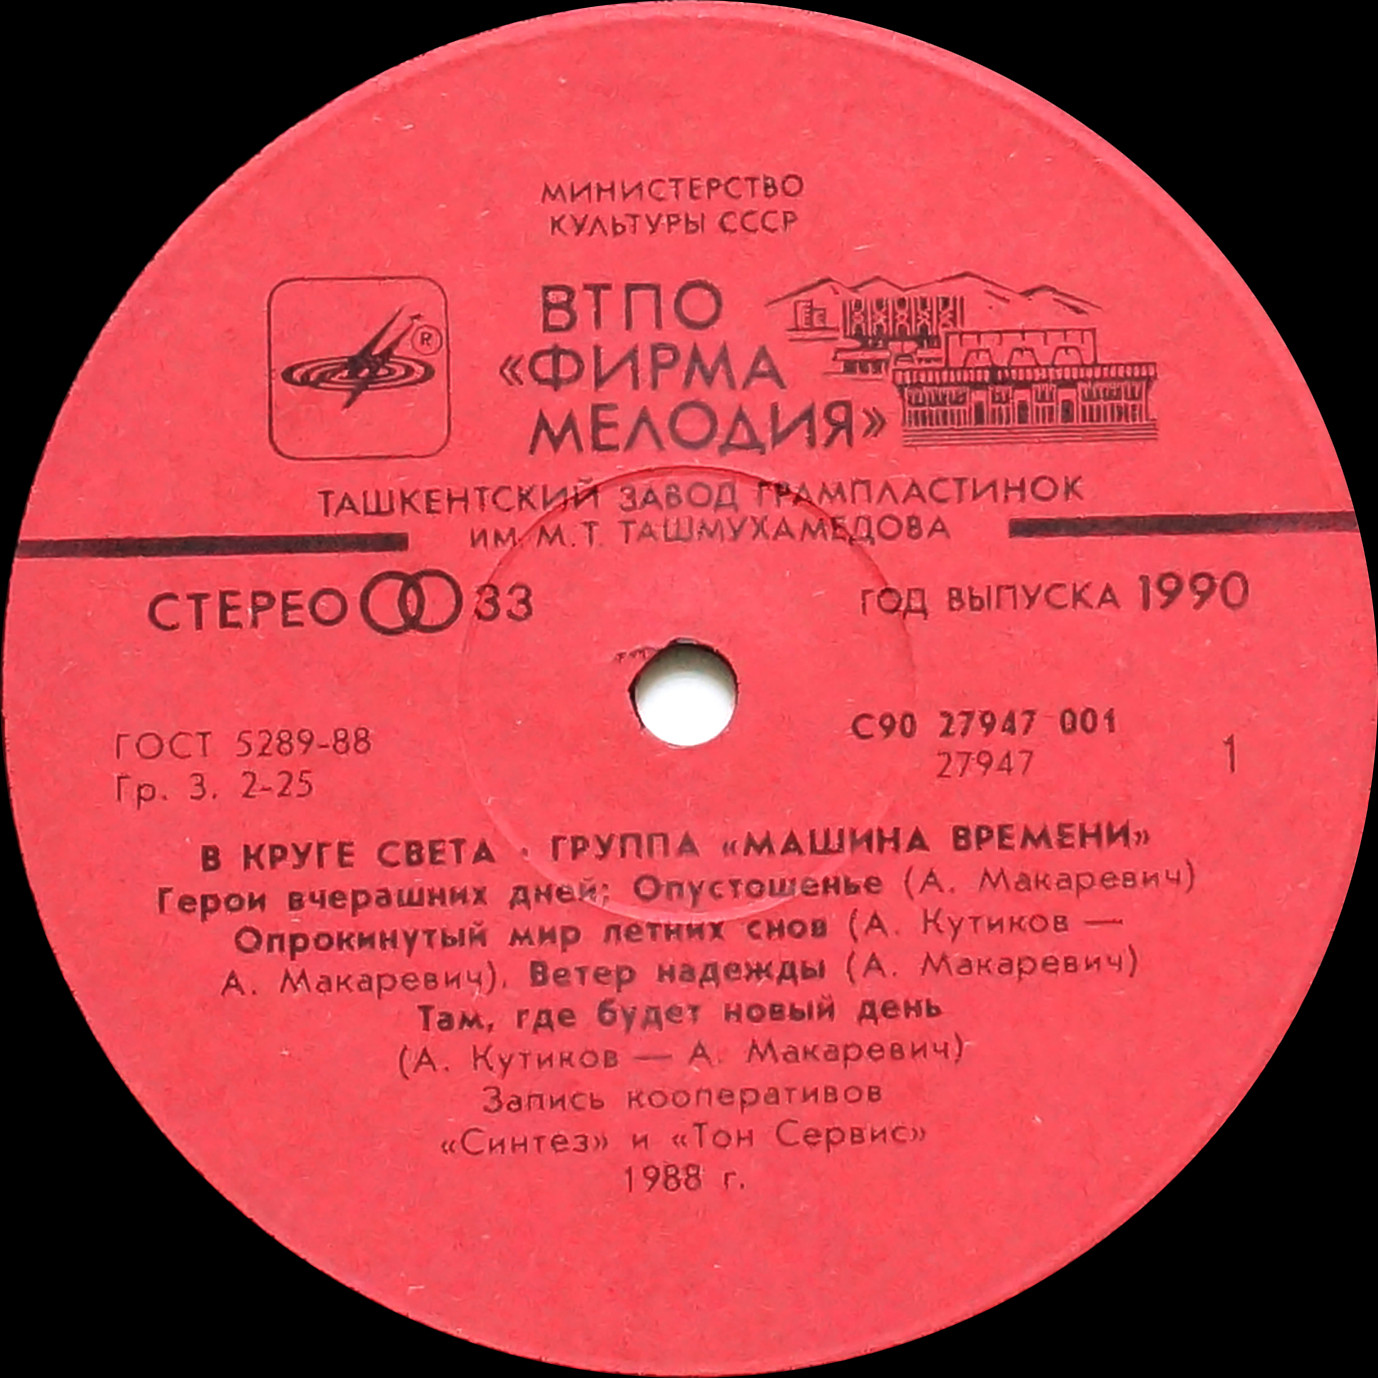 МИНИСТЕРСТВО
КУЛЬТУРЫ СССР
ВТПО
«ФИРМА
МЕЛОДИЯ»
®
ТАШКЕНТСКИЙ ЗАВОД ГРАМПЛАСТИНОК
ИМ. М.Т. ТАШМУХАМЕДОВА
СТЕРЕО 33
ГОД ВЫПУСКА 1990
ГОСТ 5289-88
Гр. 3. 2-25
С90 27947 001
27947
1
В КРУГЕ СВЕТА · ГРУППА «МАШИНА ВРЕМЕНИ»
Герои вчерашних дней; Опустошенье (А. Макаревич)
Опрокинутый мир летних снов (А. Кутиков —
А. Макаревич). Ветер надежды (А. Макаревич)
Там, где будет новый день
(А. Кутиков — А. Макаревич)
Запись кооперативов
«Синтез» и «Тон Сервис»
1988 г.